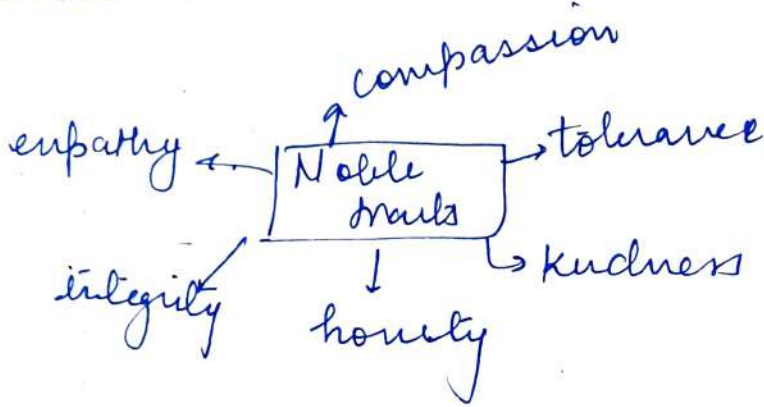 compassion
empathy
tolerance
Noble
traits
integrity
kindness
honesty